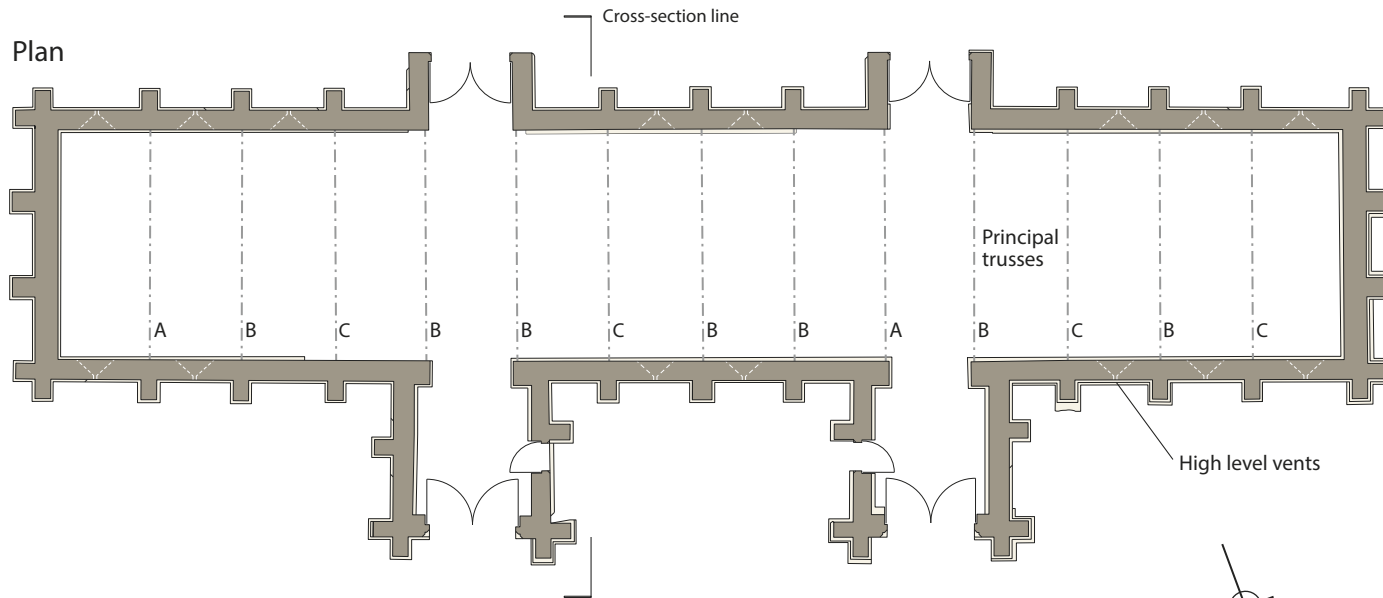 Cross-section line
Plan
Principal
trusses
A B C B B C B B A B C B C
High level vents